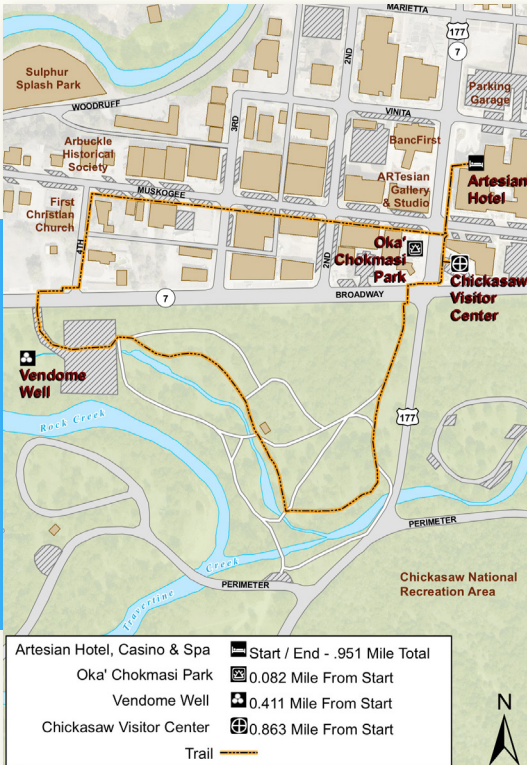 MARIETTA
177
7
2ND
Sulphur
Splash Park
Parking
Garage
WOODRUFF
3RD
VINITA
BancFirst
Arbuckle
Historical
Society
Artesian
Hotel
ARTesian
Gallery
& Studio
MUSKOGEE
First
Christian
Church
4TH
Oka'
Chokmasi
Park
2ND
Chickasaw
Visitor
Center
BROADWAY
7
Vendome
Well
Rock Creek
177
PERIMETER
Travertine Creek
PERIMETER
Chickasaw National
Recreation Area
Artesian Hotel, Casino & Spa Start / End - .951 Mile Total
Oka' Chokmasi Park 0.082 Mile From Start
Vendome Well 0.411 Mile From Start
Chickasaw Visitor Center 0.863 Mile From Start
Trail
N